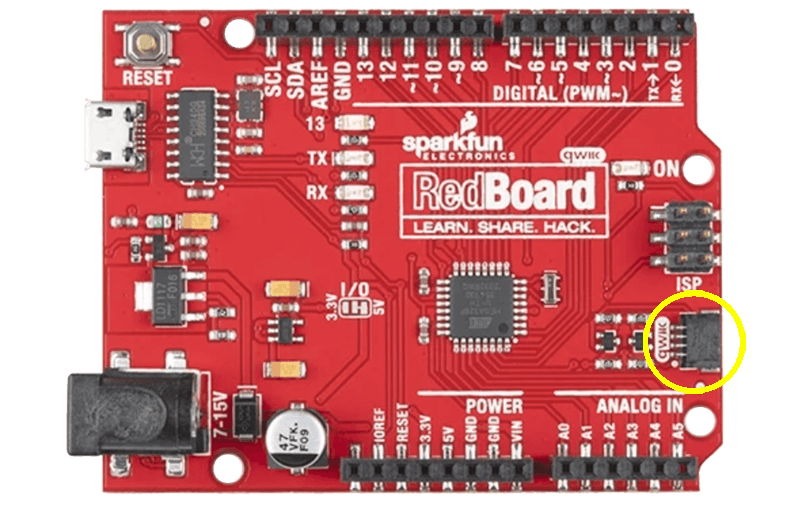 RESET
SCL
SDA
AREF
GND
13
12
~11
~10
~9
8
7
~6
~5
4
~3
2
TX→1
RX←0
DIGITAL (PWM~)
13
TX
RX
sparkfun
ELECTRONICS
qwiic
ON
RedBoard
LEARN. SHARE. HACK.
ISP
I/O
3.3V
5V
LD1117
qwiic
7-15V
47
VFK.
F09
POWER
ANALOG IN
IOREF
RESET
3.3V
5V
GND
GND
VIN
A0
A1
A2
A3
A4
A5